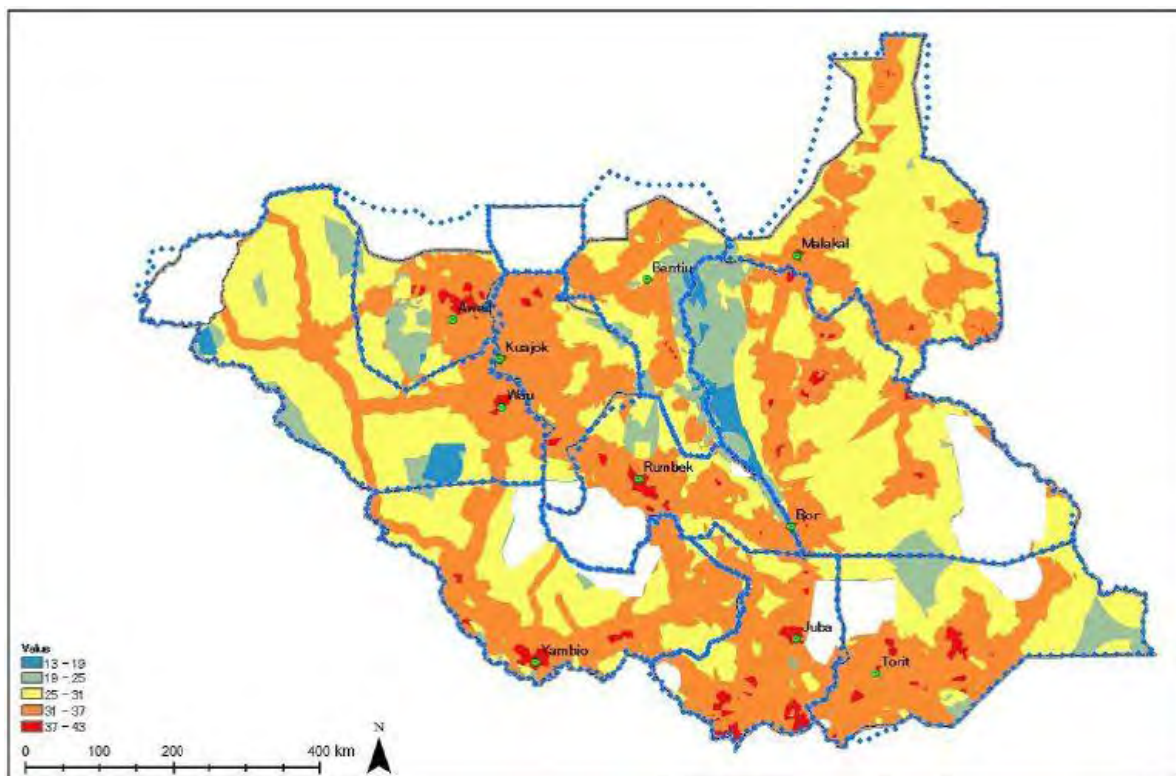 Malakal
Bentiu
Aweil
Kuajok
Wau
Rumbek
Bor
Juba
Yambio
Torit
Value
13 - 19
19 - 25
25 - 31
31 - 37
37 - 43
N
0 100 200 400 km